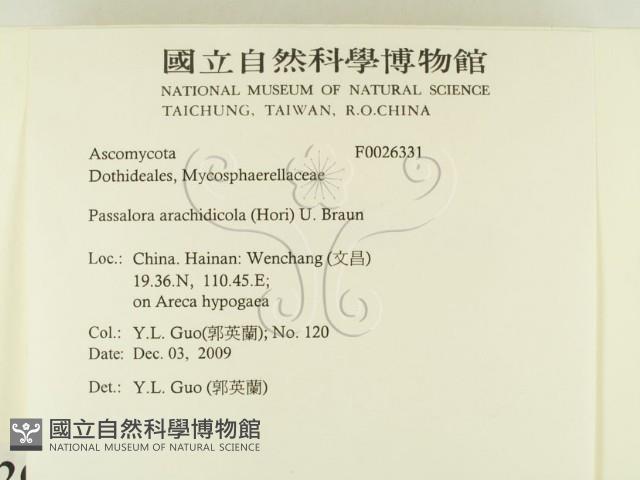 國立自然科學博物館
NATIONAL MUSEUM OF NATURAL SCIENCE
TAICHUNG, TAIWAN, R.O.CHINA
Ascomycota F0026331
Dothideales, Mycosphaerellaceae
Passalora arachidicola (Hori) U. Braun
Loc.: China. Hainan: Wenchang (文昌)
19.36.N, 110.45.E;
on Areca hypogaea
Col.: Y.L. Guo(郭英蘭); No. 120
Date: Dec. 03, 2009
Det.: Y.L. Guo (郭英蘭)
國立自然科學博物館
NATIONAL MUSEUM OF NATURAL SCIENCE